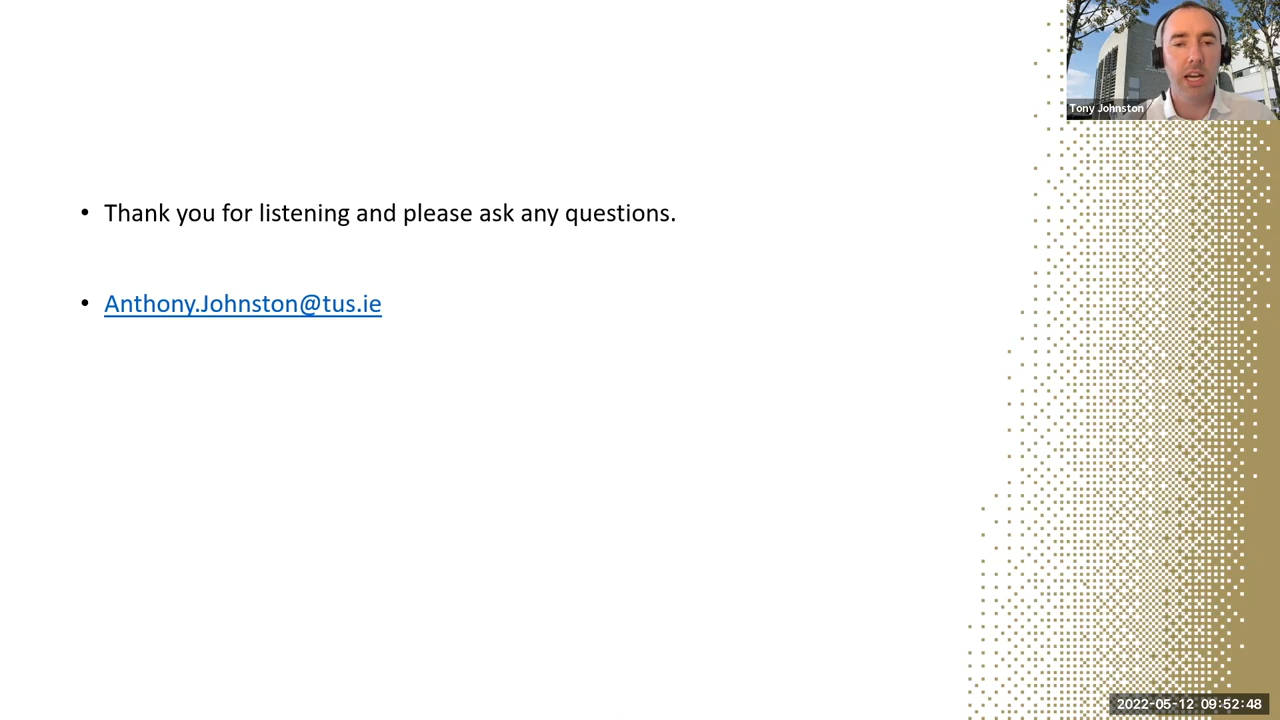 Tony Johnston
• Thank you for listening and please ask any questions.
• Anthony.Johnston@tus.ie
2022-05-12 09:52:48